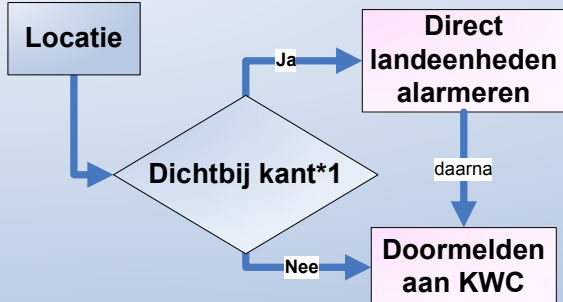 Locatie
Ja
Direct
landeenheden
alarmeren
Dichtbij kant*1
daarna
Nee
Doormelden
aan KWC